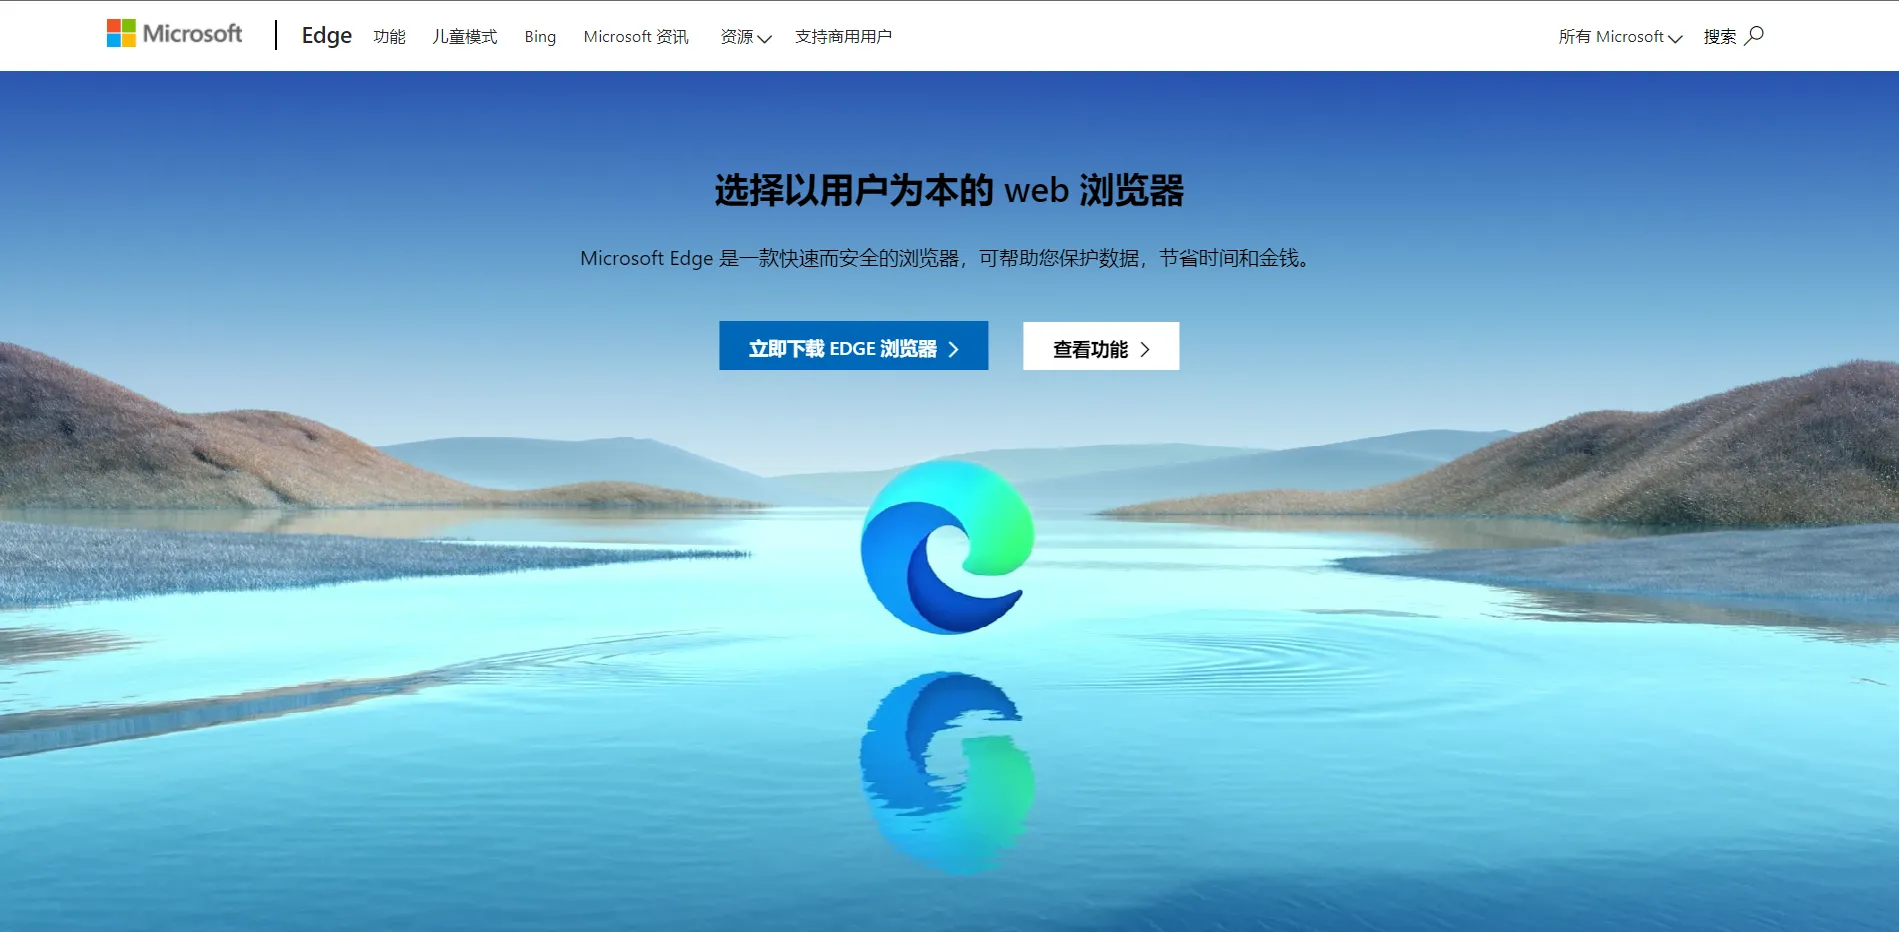 Microsoft Edge 功能 儿童模式 Bing Microsoft 资讯 资源 支持商用用户 所有 Microsoft 搜索
选择以用户为本的 web 浏览器
Microsoft Edge 是一款快速而安全的浏览器，可帮助您保护数据，节省时间和金钱。
立即下载 EDGE 浏览器 查看功能